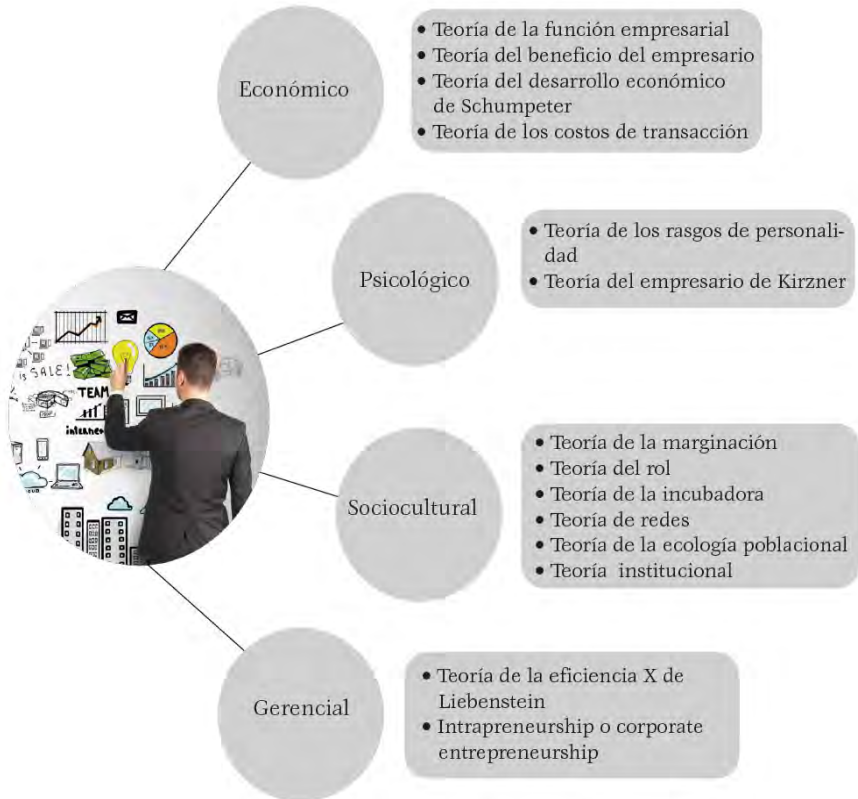 Económico
• Teoría de la función empresarial
• Teoría del beneficio del empresario
• Teoría del desarrollo económico
de Schumpeter
• Teoría de los costos de transacción
Psicológico
• Teoría de los rasgos de personali-
dad
• Teoría del empresario de Kirzner
SALE!
TEAM
internet
Sociocultural
• Teoría de la marginación
• Teoría del rol
• Teoría de la incubadora
• Teoría de redes
• Teoría de la ecología poblacional
• Teoría institucional
Gerencial
• Teoría de la eficiencia X de
Liebenstein
• Intrapreneurship o corporate
entrepreneurship